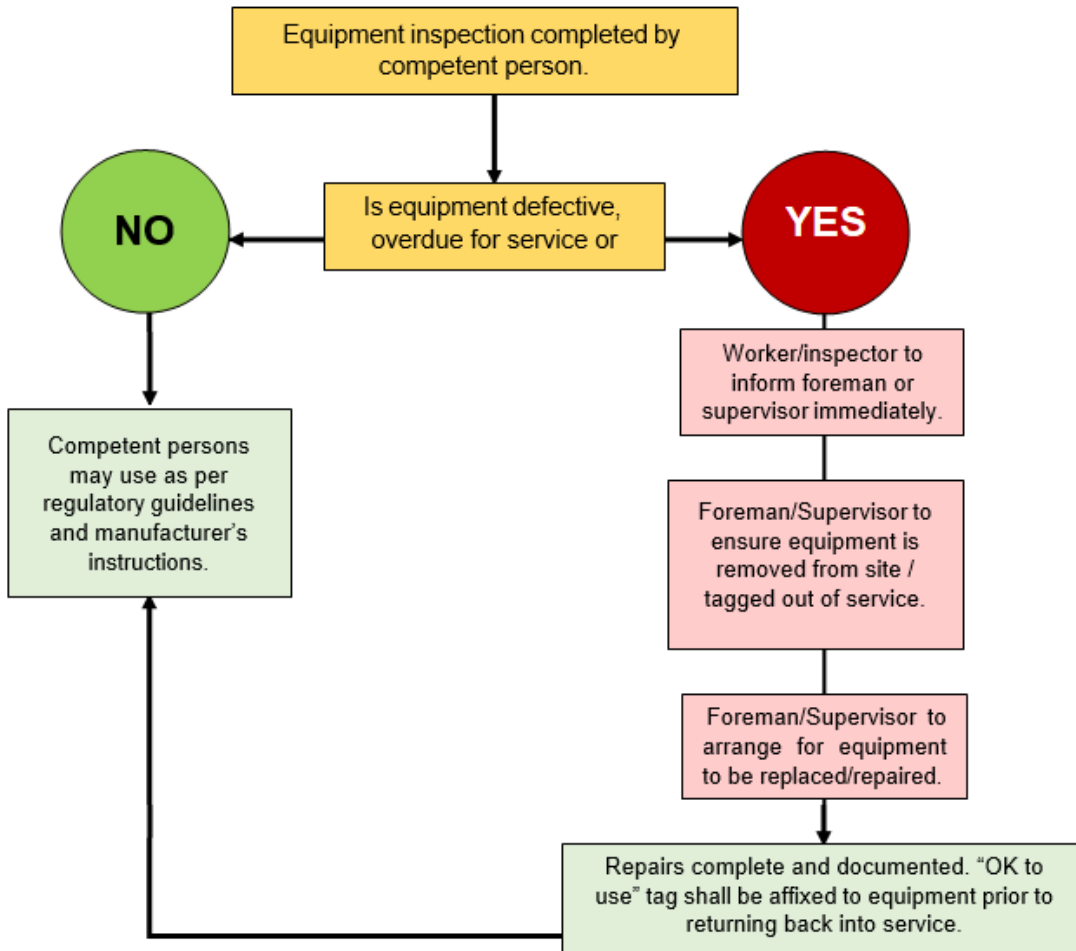 Equipment inspection completed by
competent person.
Is equipment defective,
overdue for service or
NO
YES
Worker/inspector to
inform foreman or
supervisor immediately.
Competent persons
may use as per
regulatory guidelines
and manufacturer’s
instructions.
Foreman/Supervisor to
ensure equipment is
removed from site /
tagged out of service.
Foreman/Supervisor to
arrange for equipment
to be replaced/repaired.
Repairs complete and documented. “OK to
use” tag shall be affixed to equipment prior to
returning back into service.